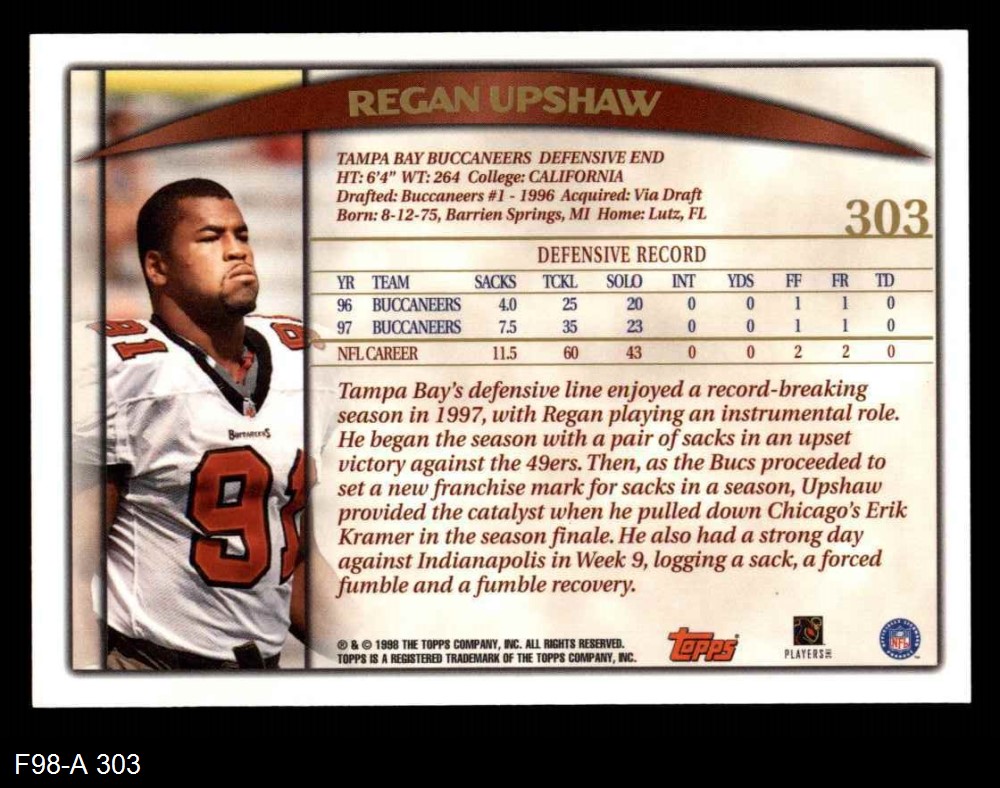 REGAN UPSHAW
TAMPA BAY BUCCANEERS DEFENSIVE END
HT: 6'4" WT: 264 College: CALIFORNIA
Drafted: Buccaneers #1 - 1996 Acquired: Via Draft
Born: 8-12-75, Barrien Springs, MI Home: Lutz, FL
303
DEFENSIVE RECORD
YR TEAM SACKS TCKL SOLO INT YDS FF FR TD
96 BUCCANEERS 4.0 25 20 0 0 1 1 0
97 BUCCANEERS 7.5 35 23 0 0 1 1 0
NFL CAREER 11.5 60 43 0 0 2 2 0
Tampa Bay's defensive line enjoyed a record-breaking
season in 1997, with Regan playing an instrumental role.
He began the season with a pair of sacks in an upset
victory against the 49ers. Then, as the Bucs proceeded to
set a new franchise mark for sacks in a season, Upshaw
provided the catalyst when he pulled down Chicago's Erik
Kramer in the season finale. He also had a strong day
against Indianapolis in Week 9, logging a sack, a forced
fumble and a fumble recovery.
91
91
BUCCANEERS
91
® & © 1998 THE TOPPS COMPANY, INC. ALL RIGHTS RESERVED.
TOPPS IS A REGISTERED TRADEMARK OF THE TOPPS COMPANY, INC.
Topps
PLAYERS INC
NFL
F98-A 303